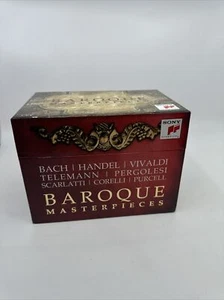 SONY
BACH | HANDEL | VIVALDI
TELEMANN | PERGOLESI
SCARLATTI | CORELLI | PURCELL
BAROQUE
MASTERPIECES